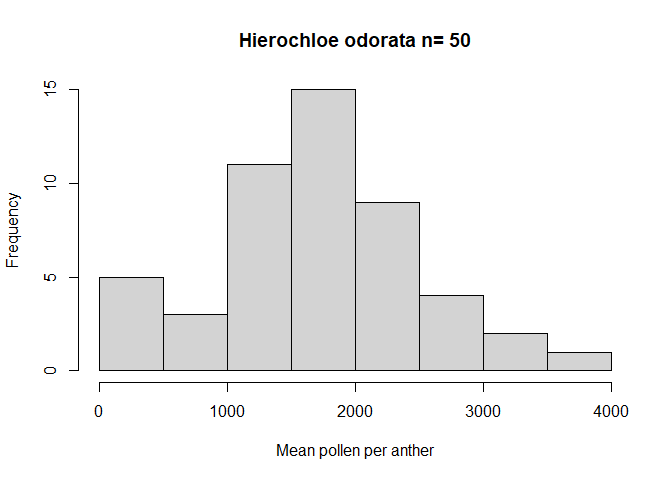 Hierochloe odorata n= 50
15
10
5
0
Frequency
0 1000 2000 3000 4000
Mean pollen per anther